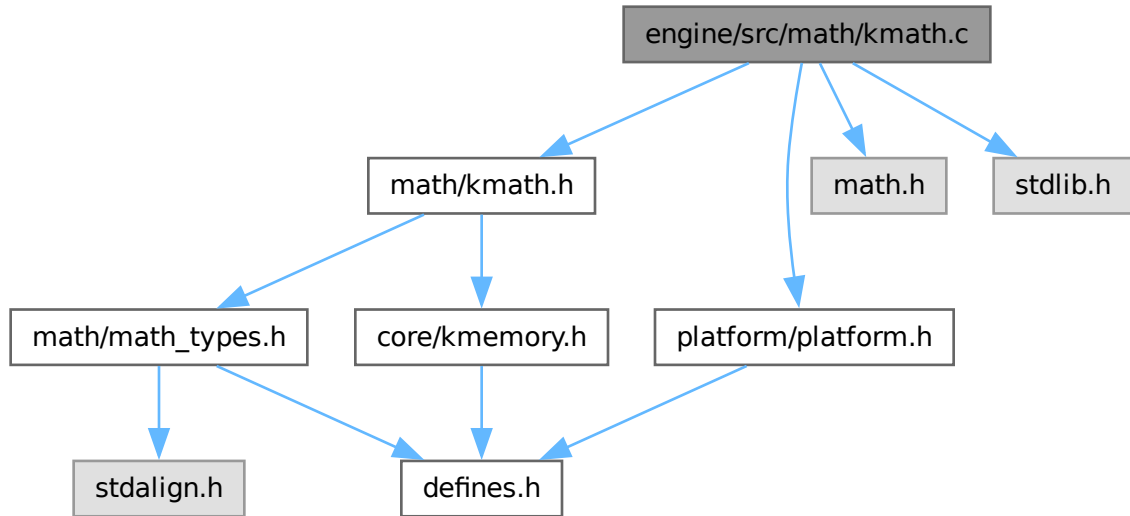 engine/src/math/kmath.c
math/kmath.h
math.h
stdlib.h
math/math_types.h
core/kmemory.h
platform/platform.h
stdalign.h
defines.h